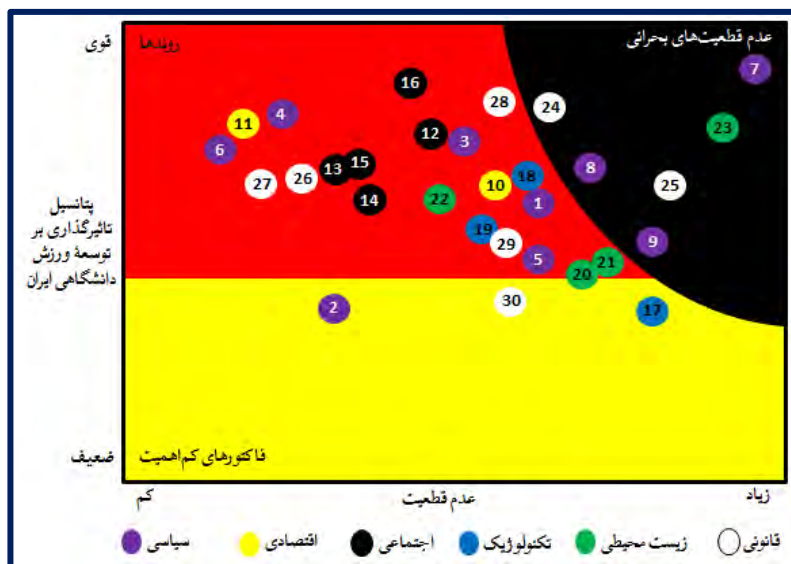 قوی
روندها
عدم قطعیت‌های بحرانی
7
16
28
24
4
11
23
12
3
6
15
13
8
26
27
18
10
25
14
22
1
19
29
9
5
21
20
30
2
17
پتانسیل
تاثیرگذاری بر
توسعهٔ ورزش
دانشگاهی ایران
فاکتورهای کم‌اهمیت
ضعیف
کم
عدم قطعیت
زیاد
قانونی
زیست محیطی
تکنولوژیک
اجتماعی
اقتصادی
سیاسی